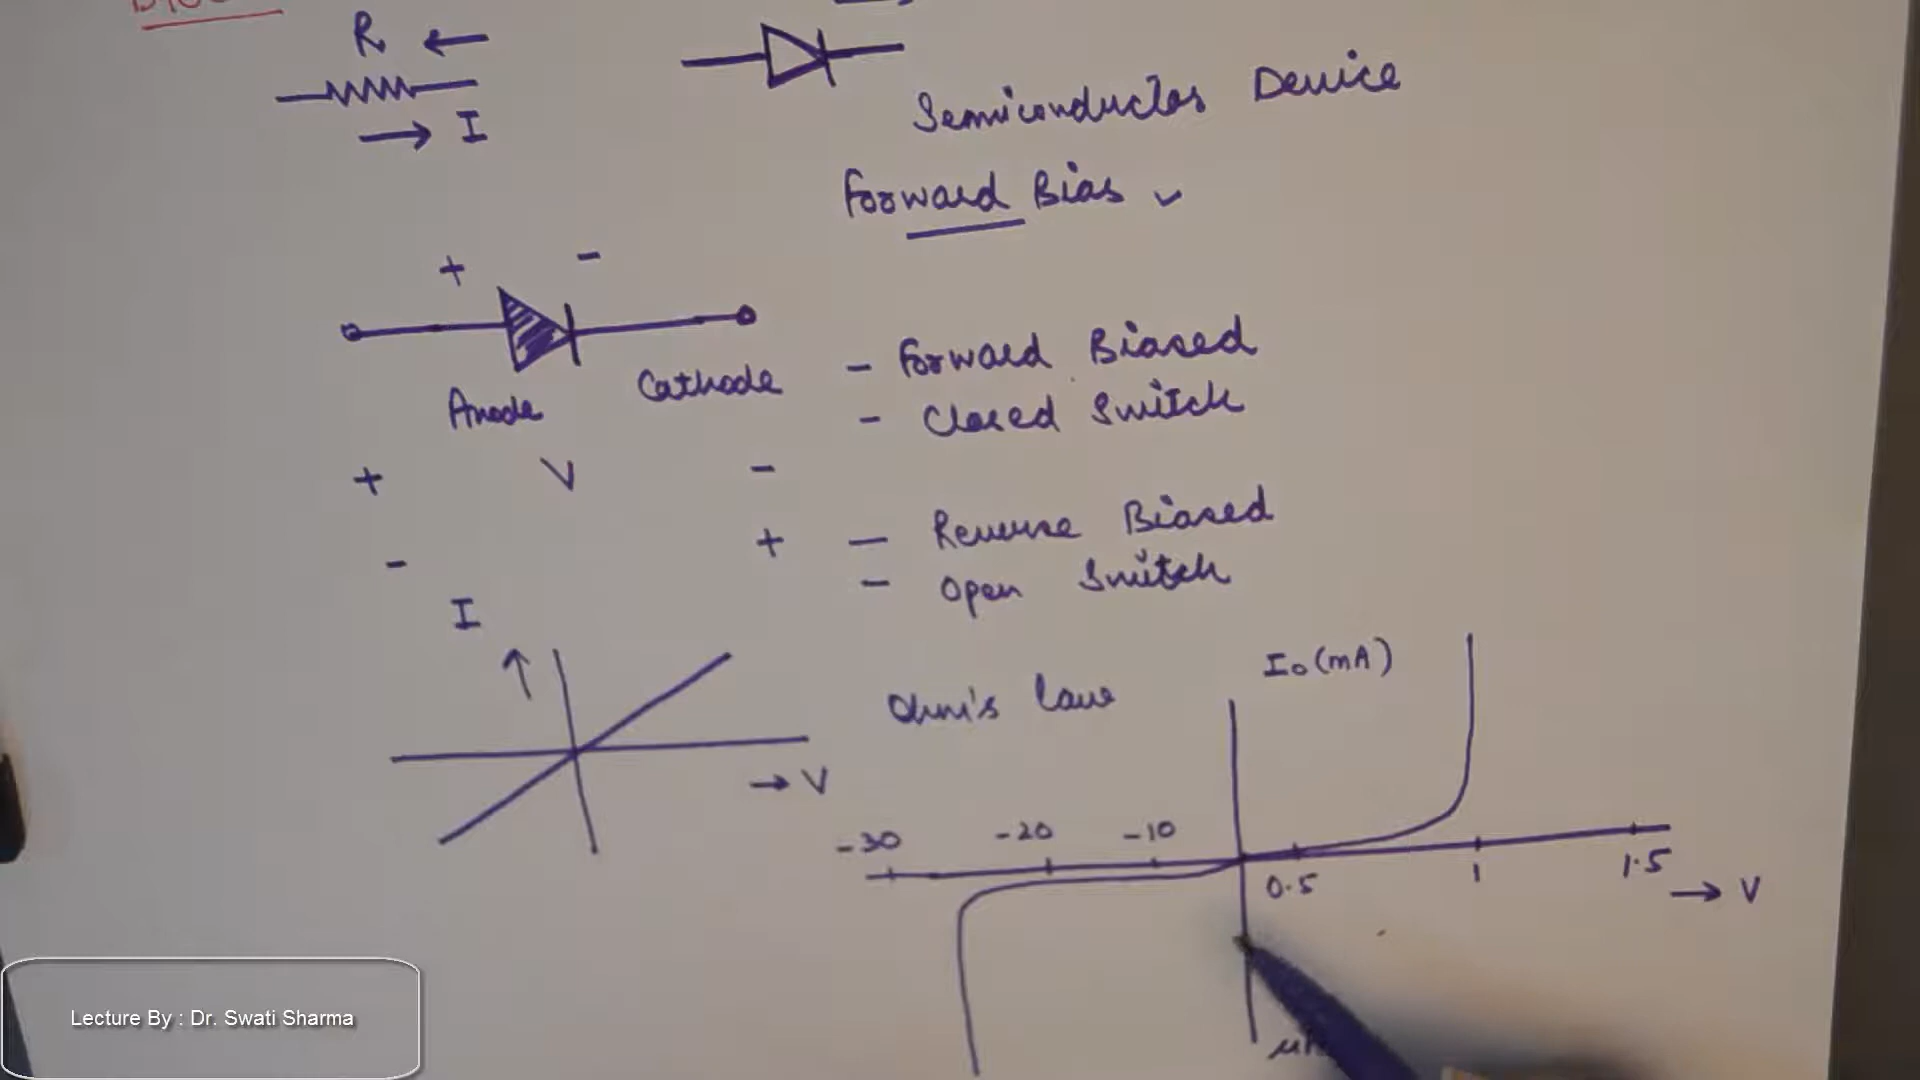 R ←
→ I
Semiconductor Device
Forward Bias ✓
+ -
Anode Cathode
- Forward Biased
- Closed Switch
+ V -
- +
- Reverse Biased
- Open Switch
I
↑
→ V
Ohm's law
I₀(mA)
-30 -20 -10
0.5 1 1.5
→ V
Lecture By : Dr. Swati Sharma